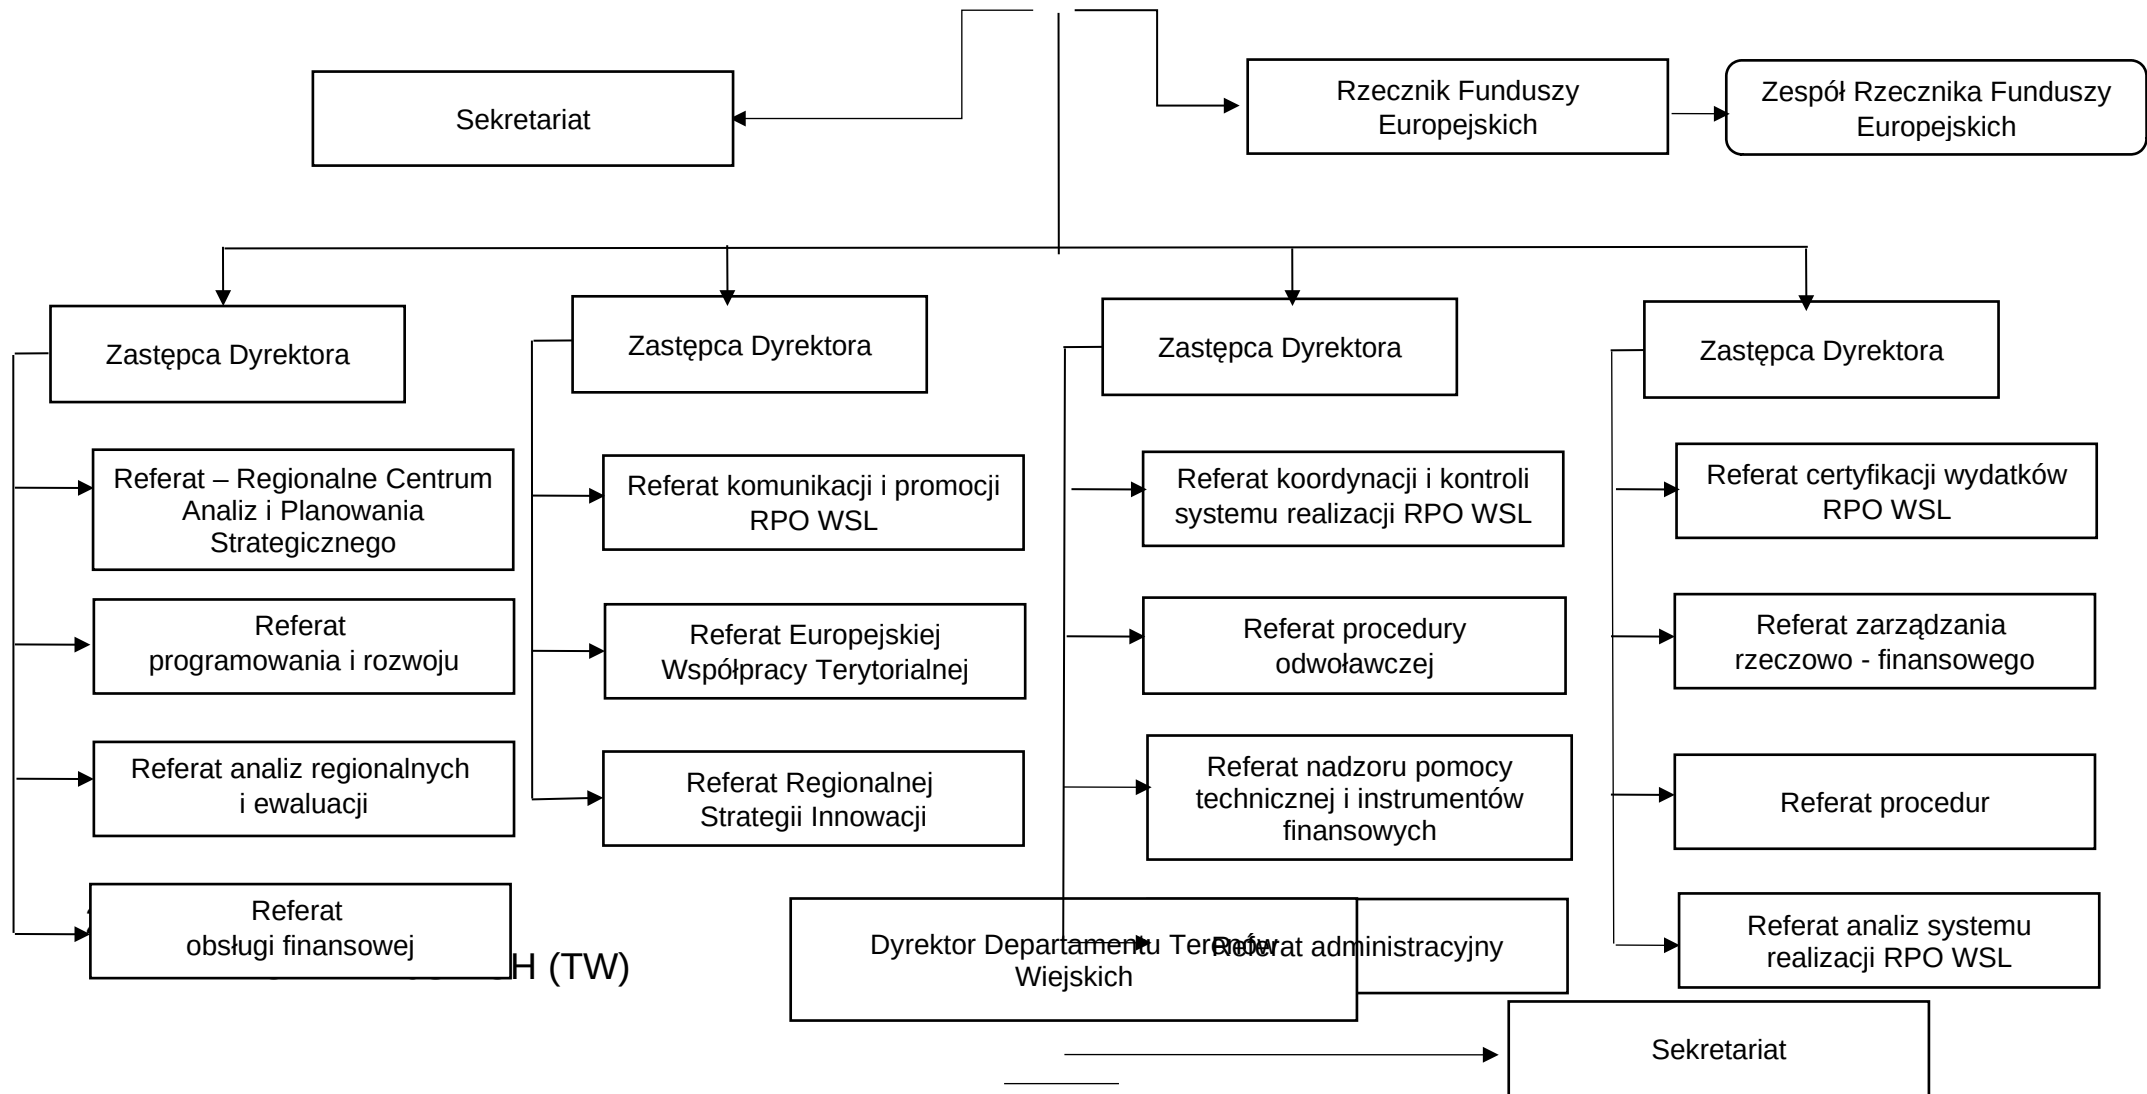 Sekretariat
Rzecznik Funduszy
Europejskich
Zespół Rzecznika Funduszy
Europejskich
Zastępca Dyrektora
Zastępca Dyrektora
Zastępca Dyrektora
Zastępca Dyrektora
Referat – Regionalne Centrum
Analiz i Planowania
Strategicznego
Referat
programowania i rozwoju
Referat analiz regionalnych
i ewaluacji
Referat
obsługi finansowej
Referat komunikacji i promocji
RPO WSL
Referat Europejskiej
Współpracy Terytorialnej
Referat Regionalnej
Strategii Innowacji
Referat koordynacji i kontroli
systemu realizacji RPO WSL
Referat procedury
odwoławczej
Referat nadzoru pomocy
technicznej i instrumentów
finansowych
Referat administracyjny
Referat certyfikacji wydatków
RPO WSL
Referat zarządzania
rzeczowo - finansowego
Referat procedur
Referat analiz systemu
realizacji RPO WSL
H (TW)
Dyrektor Departamentu Terenów
Wiejskich
Sekretariat